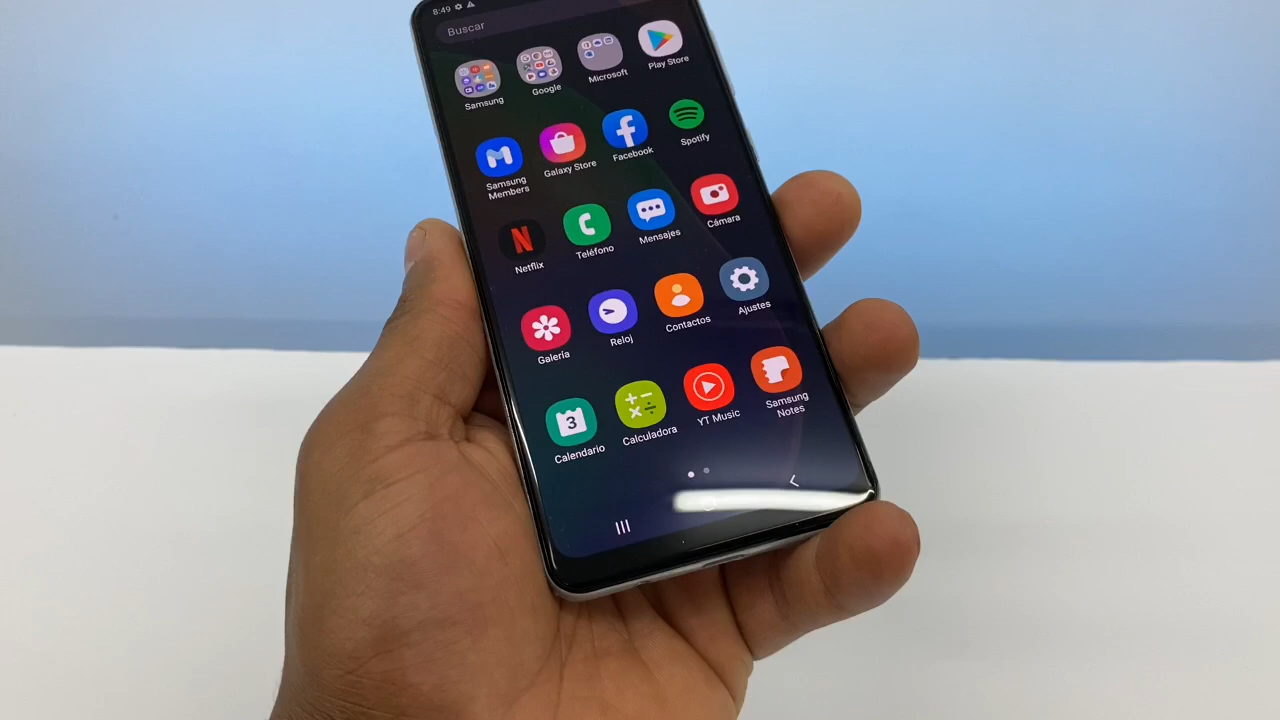 8:49
Buscar
Samsung
Google
Microsoft
Play Store
Samsung
Members
Galaxy Store
Facebook
Spotify
Netflix
Teléfono
Mensajes
Cámara
Galería
Reloj
Contactos
Ajustes
3
Calendario
Calculadora
YT Music
Samsung
Notes